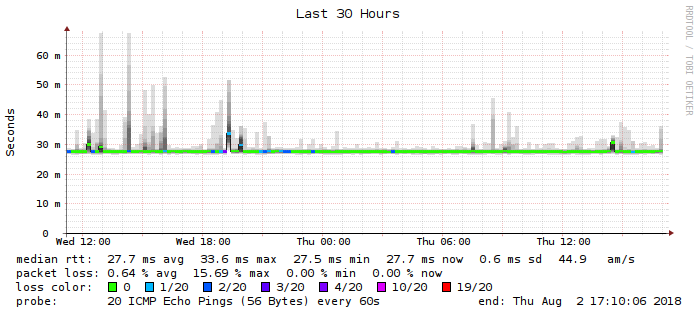 Last 30 Hours
RRDTOOL / TOBI OETIKER
Seconds
60 m
50 m
40 m
30 m
20 m
10 m
0
Wed 12:00 Wed 18:00 Thu 00:00 Thu 06:00 Thu 12:00
median rtt: 27.7 ms avg 33.6 ms max 27.5 ms min 27.7 ms now 0.6 ms sd 44.9 am/s
packet loss: 0.64 % avg 15.69 % max 0.00 % min 0.00 % now
loss color: 0 1/20 2/20 3/20 4/20 10/20 19/20
probe: 20 ICMP Echo Pings (56 Bytes) every 60s end: Thu Aug 2 17:10:06 2018